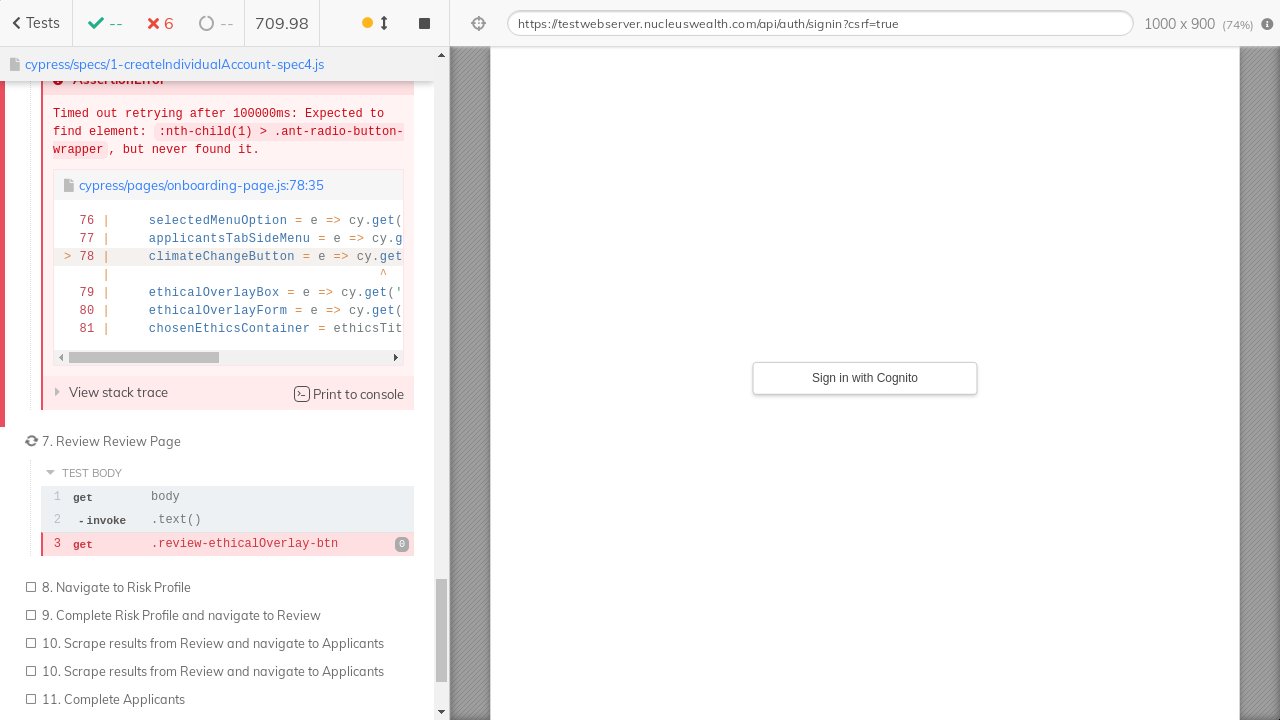 Tests
--
6
--
709.98
https://testwebserver.nucleuswealth.com/api/auth/signin?csrf=true
1000 x 900 (74%)
cypress/specs/1-createIndividualAccount-spec4.js
AssertionError
Timed out retrying after 100000ms: Expected to
find element: :nth-child(1) > .ant-radio-button-
wrapper, but never found it.
cypress/pages/onboarding-page.js:78:35
76 | selectedMenuOption = e => cy.get(
77 | applicantsTabSideMenu = e => cy.g
> 78 | climateChangeButton = e => cy.get
| ^
79 | ethicalOverlayBox = e => cy.get('
80 | ethicalOverlayForm = e => cy.get(
81 | chosenEthicsContainer = ethicsTit
View stack trace
Print to console
7. Review Review Page
TEST BODY
1 get body
2 -invoke .text()
3 get .review-ethicalOverlay-btn 0
8. Navigate to Risk Profile
9. Complete Risk Profile and navigate to Review
10. Scrape results from Review and navigate to Applicants
10. Scrape results from Review and navigate to Applicants
11. Complete Applicants
Sign in with Cognito